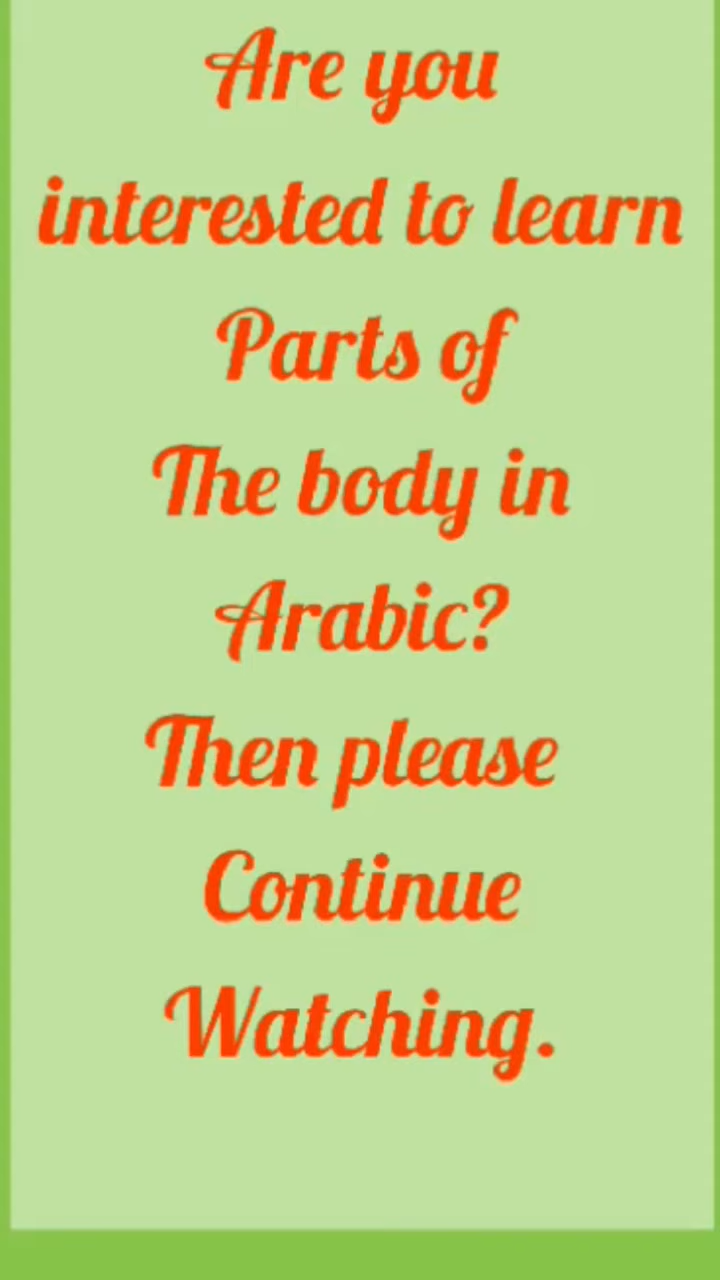 Are you
interested to learn
Parts of
The body in
Arabic?
Then please
Continue
Watching.